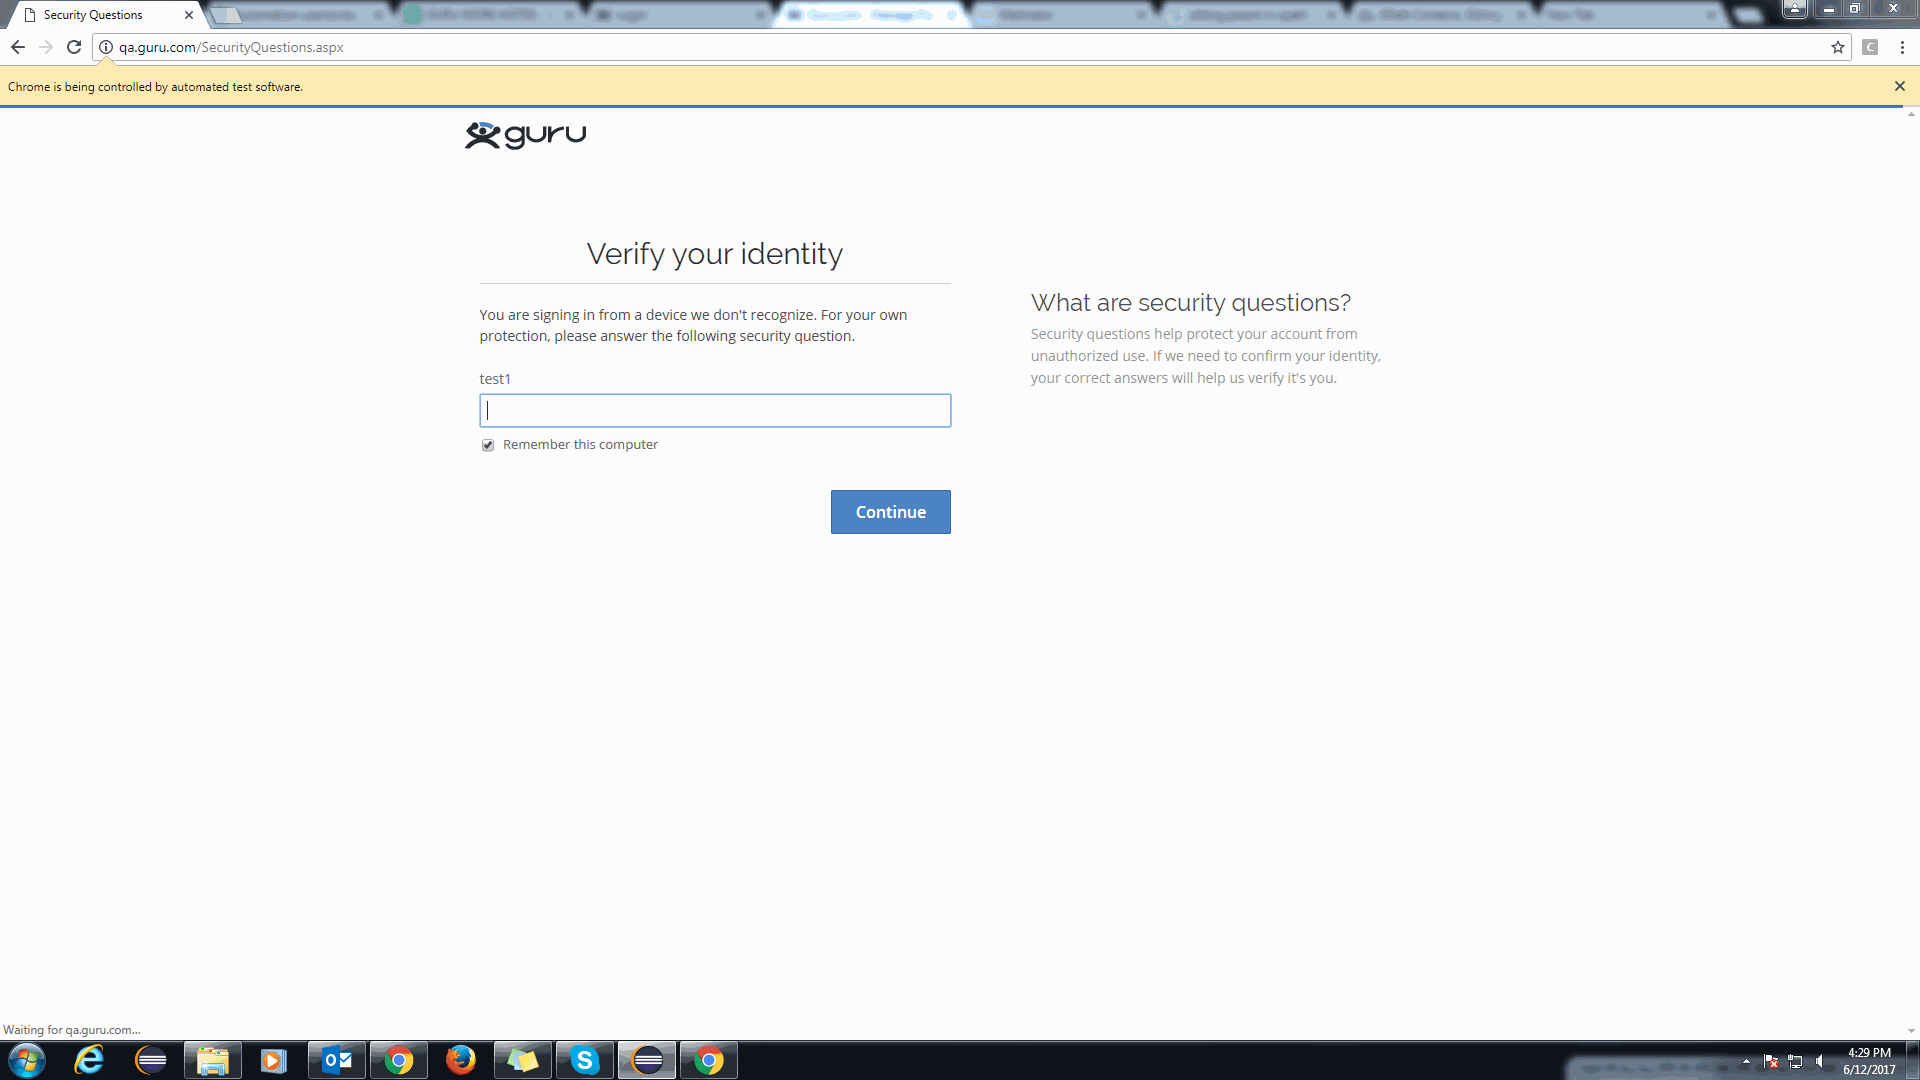 Security Questions
New Tab
qa.guru.com/SecurityQuestions.aspx
C
Chrome is being controlled by automated test software.
guru
Verify your identity
You are signing in from a device we don't recognize. For your own
protection, please answer the following security question.
test1
Remember this computer
Continue
What are security questions?
Security questions help protect your account from
unauthorized use. If we need to confirm your identity,
your correct answers will help us verify it's you.
Waiting for qa.guru.com...
4:29 PM
6/12/2017